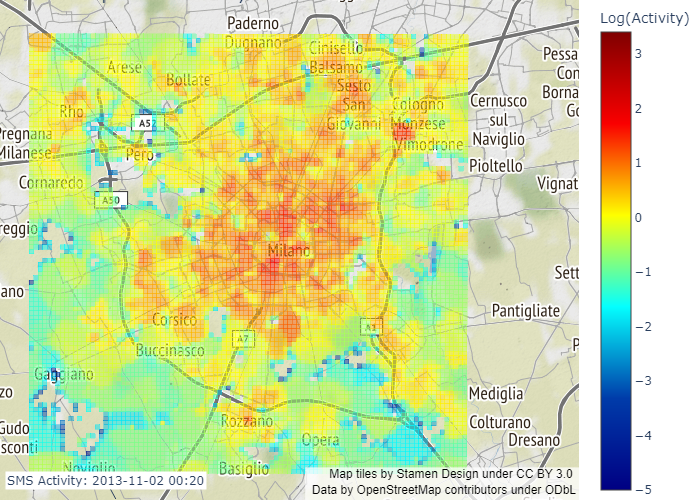 Log(Activity)
Paderno
Dugnano
Cinisello
Balsamo
Arese
Bollate
Sesto
San
Giovanni
Rho
Cologno
Monzese
Vimodrone
Cernusco
sul
Naviglio
Pioltello
Pessa
Con
Borna
Go
A52
Pregnana
Milanese
Pero
Cornaredo
A50
Vignat
reggio
Milano
Sett
ano
Pantigliate
Corsico
A7
A1
Buccinasco
P
Gaggiano
zo
Mediglia
Gudo
sconti
Rozzano
Colturano
Dresano
Opera
Noviglio
Basiglio
SMS Activity: 2013-11-02 00:20
Map tiles by Stamen Design under CC BY 3.0
Data by OpenStreetMap contributors under ODbL
3
2
1
0
−1
−2
−3
−4
−5